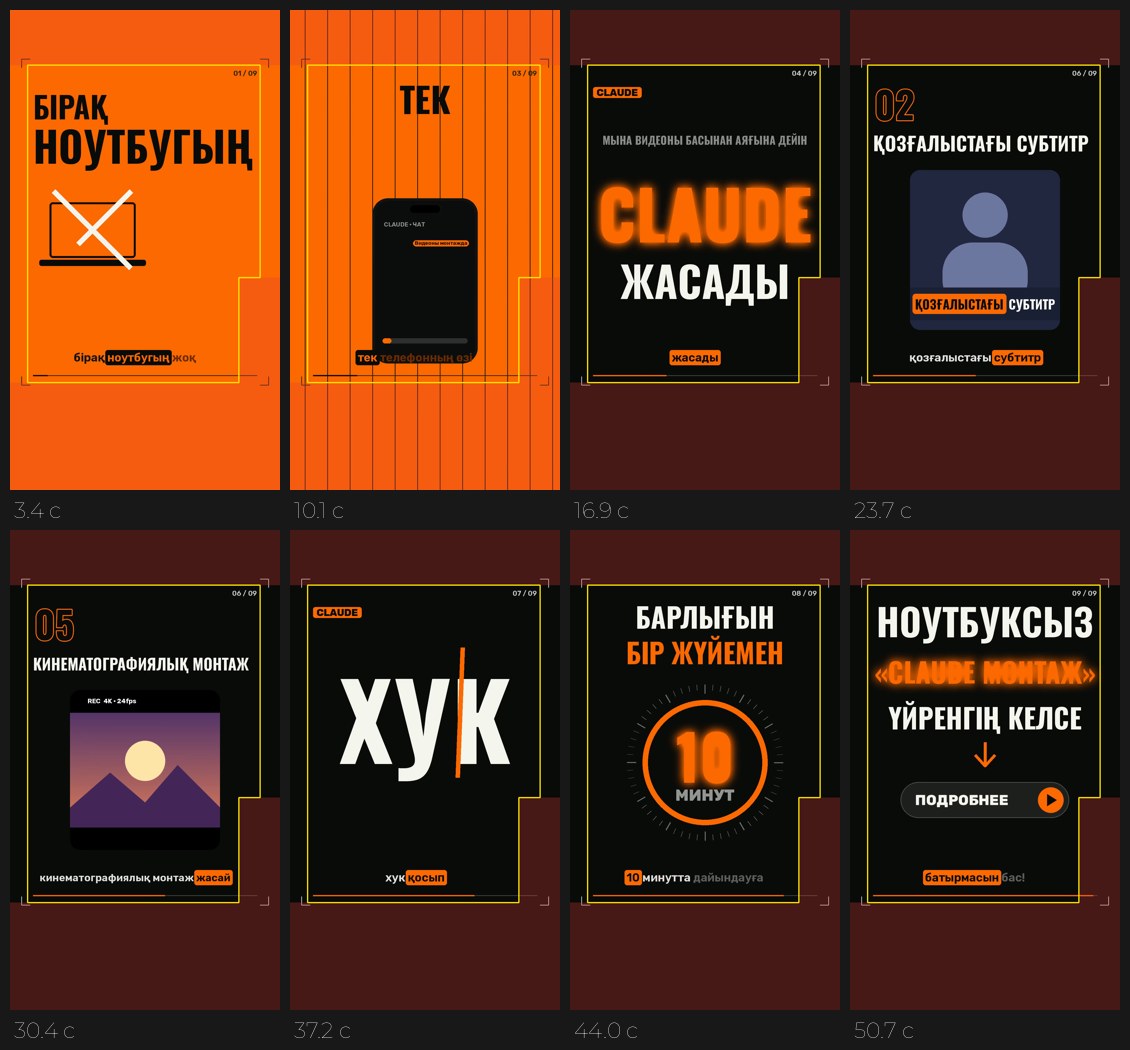 01 / 09
БІРАҚ
НОУТБУГЫҢ
бірақ ноутбугың жоқ
3.4 с
03 / 09
ТЕК
CLAUDE • ЧАТ
Видеоны монтажда
тек телефонның өзі
10.1 с
04 / 09
CLAUDE
МЫНА ВИДЕОНЫ БАСЫНАН АЯҒЫНА ДЕЙІН
CLAUDE
ЖАСАДЫ
жасады
16.9 с
06 / 09
02
ҚОЗҒАЛЫСТАҒЫ СУБТИТР
ҚОЗҒАЛЫСТАҒЫ СУБТИТР
қозғалыстағы субтитр
23.7 с
06 / 09
05
КИНЕМАТОГРАФИЯЛЫҚ МОНТАЖ
REC 4K • 24fps
кинематографиялық монтаж жасай
30.4 с
07 / 09
CLAUDE
ХУК
хук қосып
37.2 с
08 / 09
БАРЛЫҒЫН
БІР ЖҮЙЕМЕН
10
МИНУТ
10 минутта дайындауға
44.0 с
09 / 09
НОУТБУКСЫЗ
«CLAUDE МОНТАЖ»
ҮЙРЕНГІҢ КЕЛСЕ
ПОДРОБНЕЕ
батырмасын бас!
50.7 с